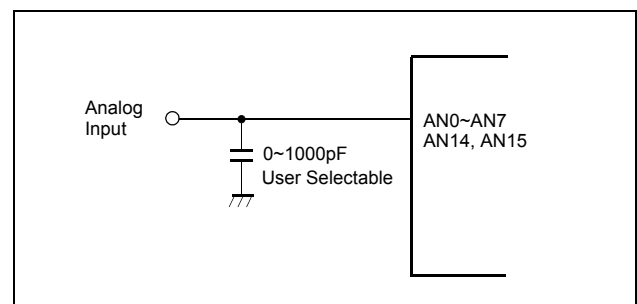 Analog
Input
AN0~AN7
AN14, AN15
0~1000pF
User Selectable